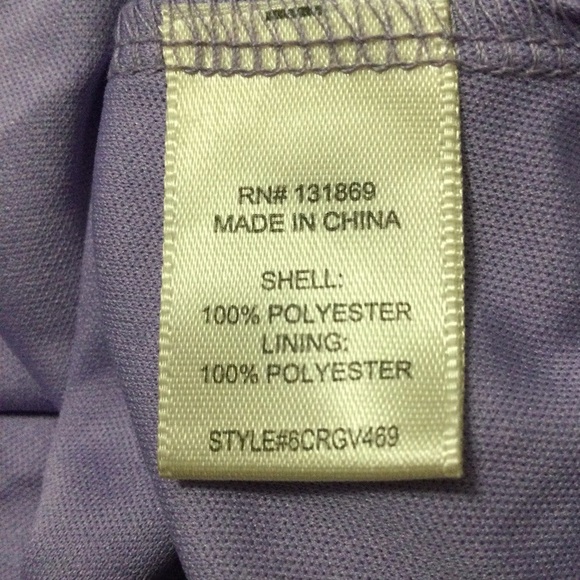 RN# 131869
MADE IN CHINA
SHELL:
100% POLYESTER
LINING:
100% POLYESTER
STYLE#6CRGV469